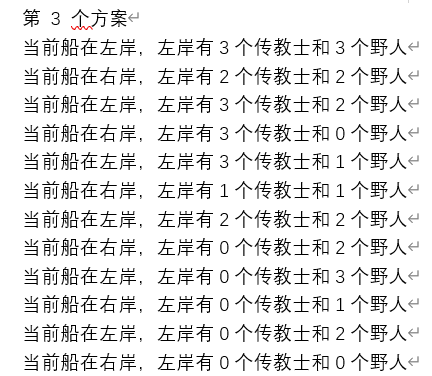 第 3 个方案
当前船在左岸，左岸有 3 个传教士和 3 个野人
当前船在右岸，左岸有 2 个传教士和 2 个野人
当前船在左岸，左岸有 3 个传教士和 2 个野人
当前船在右岸，左岸有 3 个传教士和 0 个野人
当前船在左岸，左岸有 3 个传教士和 1 个野人
当前船在右岸，左岸有 1 个传教士和 1 个野人
当前船在左岸，左岸有 2 个传教士和 2 个野人
当前船在右岸，左岸有 0 个传教士和 2 个野人
当前船在左岸，左岸有 0 个传教士和 3 个野人
当前船在右岸，左岸有 0 个传教士和 1 个野人
当前船在左岸，左岸有 0 个传教士和 2 个野人
当前船在右岸，左岸有 0 个传教士和 0 个野人